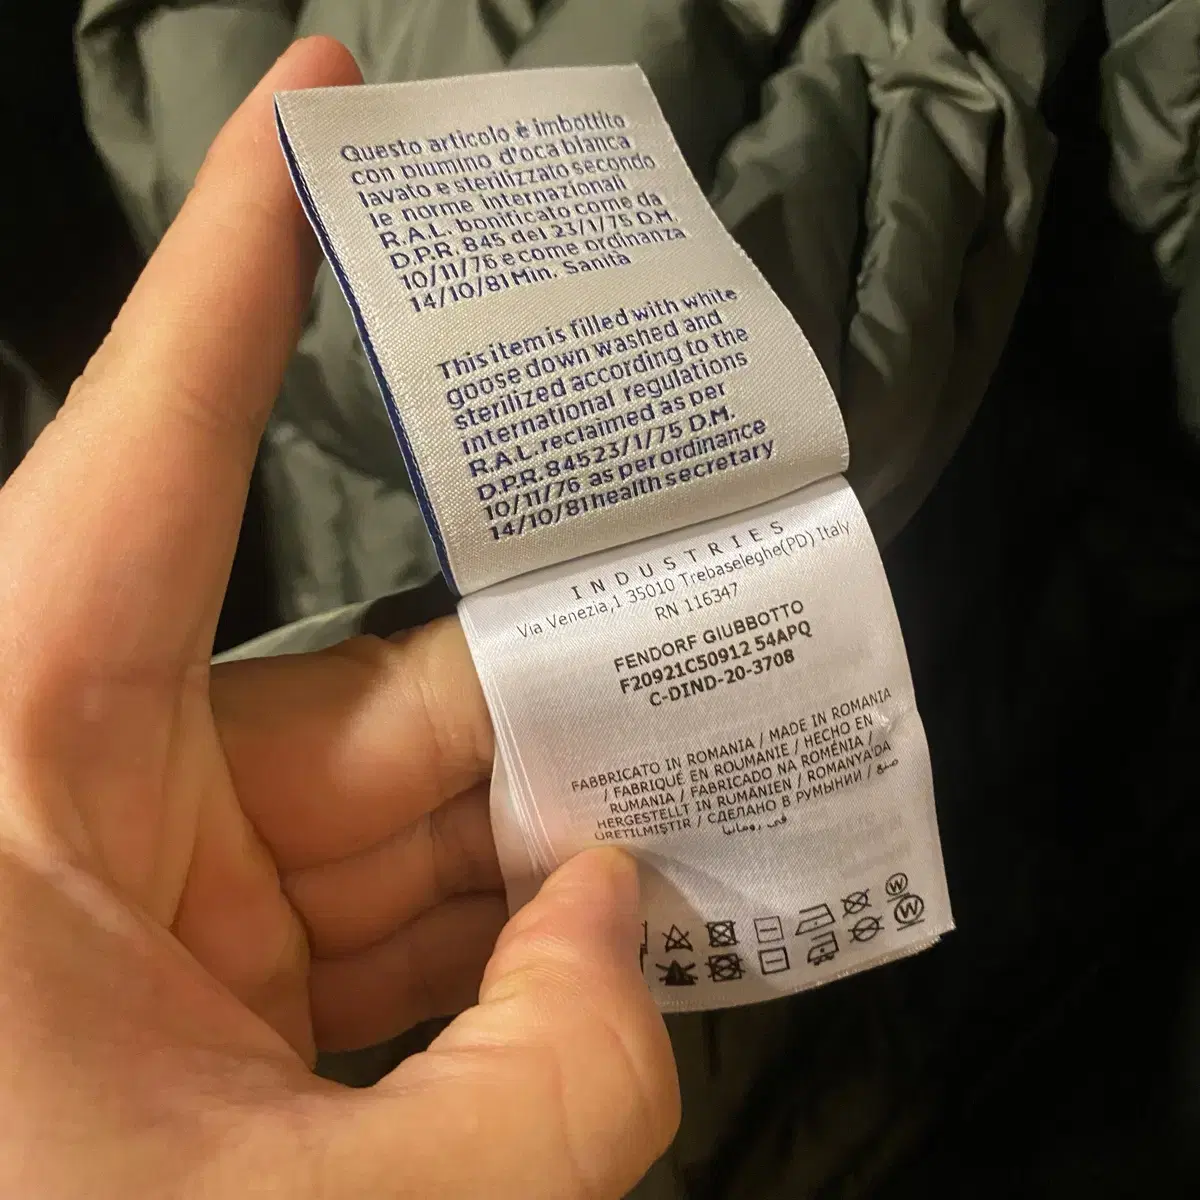 Questo articolo è imbottito
con piumino d'oca bianca
lavato e sterilizzato secondo
le norme internazionali
R.A.L. bonificato come da
D.P.R. 845 del 23/1/75 D.M.
10/11/76 e come ordinanza
14/10/81 Min. Sanità
This item is filled with white
goose down washed and
sterilized according to the
international regulations
R.A.L. reclaimed as per
D.P.R. 84523/1/75 D.M.
10/11/76 as per ordinance
14/10/81 health secretary
INDUSTRIES
Via Venezia,1 35010 Trebaseleghe(PD) Italy
RN 116347
FENDORF GIUBBOTTO
F20921C50912 54APQ
C-DIND-20-3708
FABBRICATO IN ROMANIA / MADE IN ROMANIA
/ FABRIQUÉ EN ROUMANIE / HECHO EN
RUMANIA / FABRICADO NA ROMÉNIA /
HERGESTELLT IN RUMÄNIEN / ROMANYA'DA
ÜRETILMIŞTIR / СДЕЛАНО В РУМЫНИИ / صنع
في رومانيا
W
W